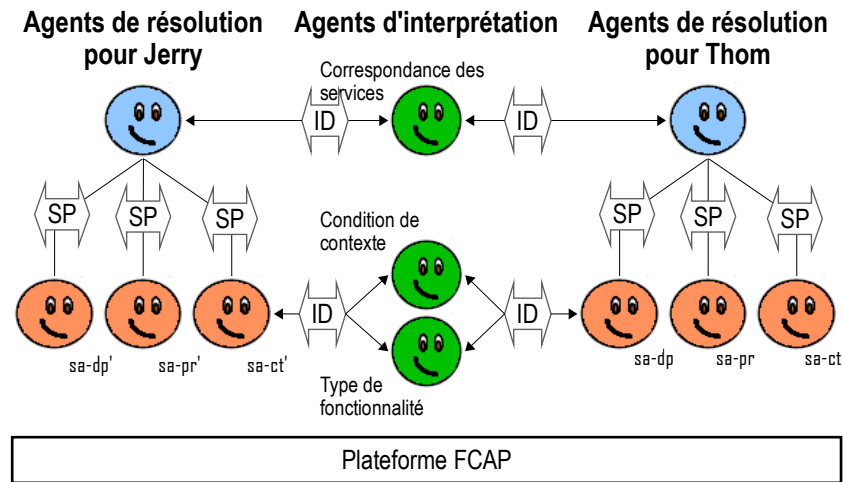 Agents de résolution
pour Jerry
Agents d'interprétation
Agents de résolution
pour Thom
Correspondance des
services
ID
ID
SP
SP
SP
SP
SP
SP
Condition de
contexte
ID
ID
sa-dp'
sa-pr'
sa-ct'
sa-dp
sa-pr
sa-ct
Type de
fonctionnalité
Plateforme FCAP